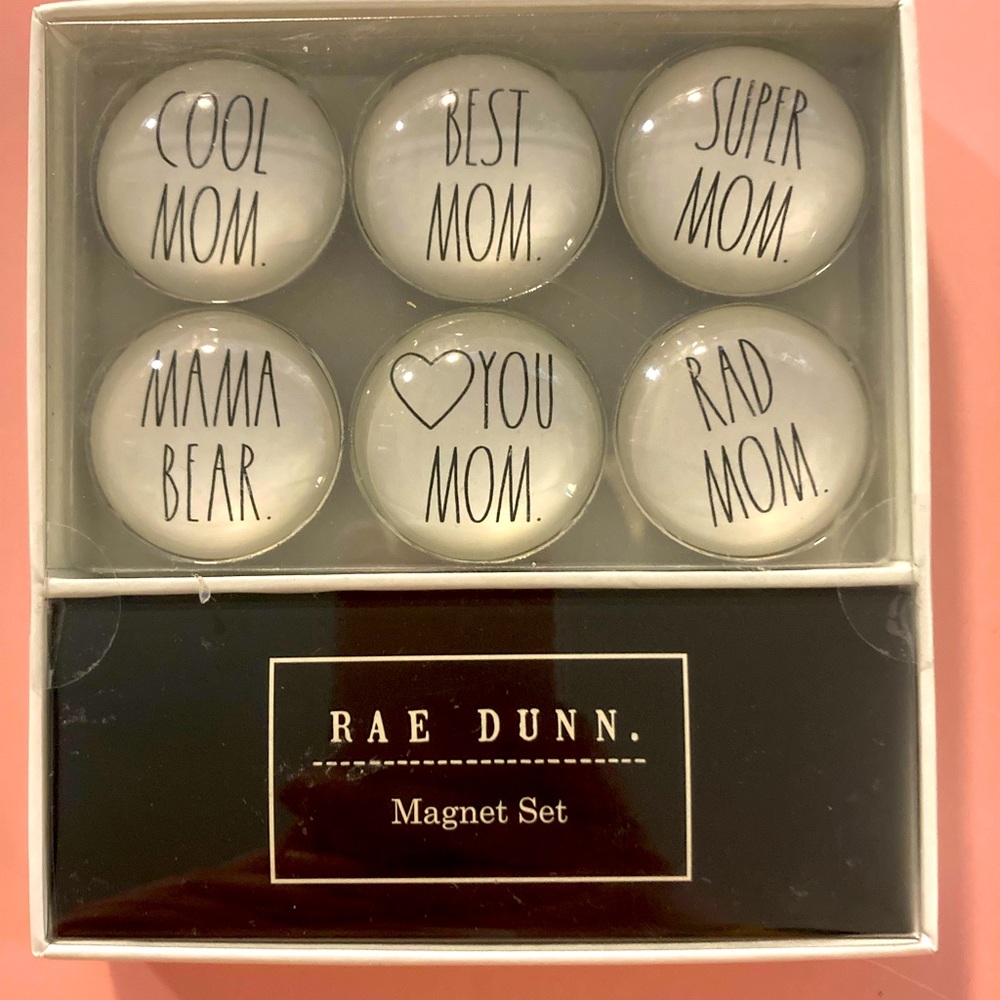 COOL
MOM.
BEST
MOM.
SUPER
MOM.
MAMA
BEAR.
♡YOU
MOM.
RAD
MOM.
RAE DUNN.
Magnet Set